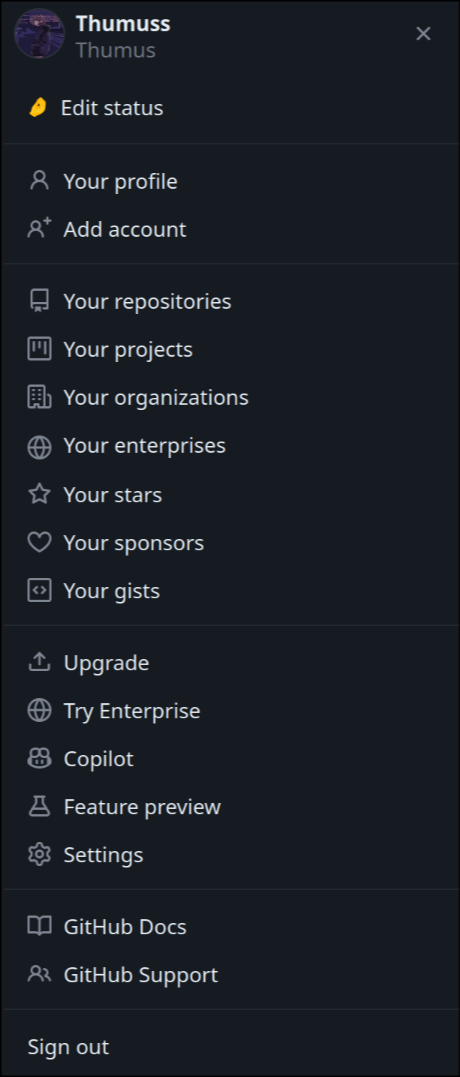 Thumuss
Thumus
Edit status
Your profile
Add account
Your repositories
Your projects
Your organizations
Your enterprises
Your stars
Your sponsors
Your gists
Upgrade
Try Enterprise
Copilot
Feature preview
Settings
GitHub Docs
GitHub Support
Sign out